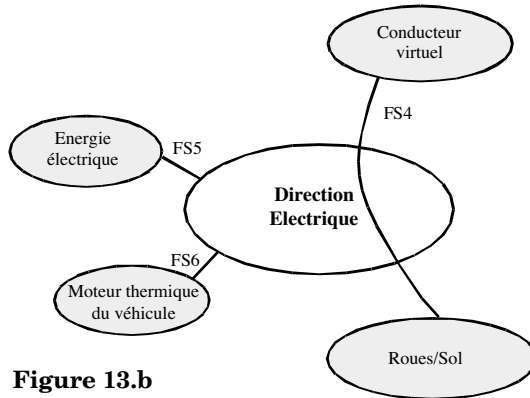 Conducteur
virtuel
FS4
Energie
électrique
FS5
Direction
Electrique
FS6
Moteur thermique
du véhicule
Roues/Sol
Figure 13.b